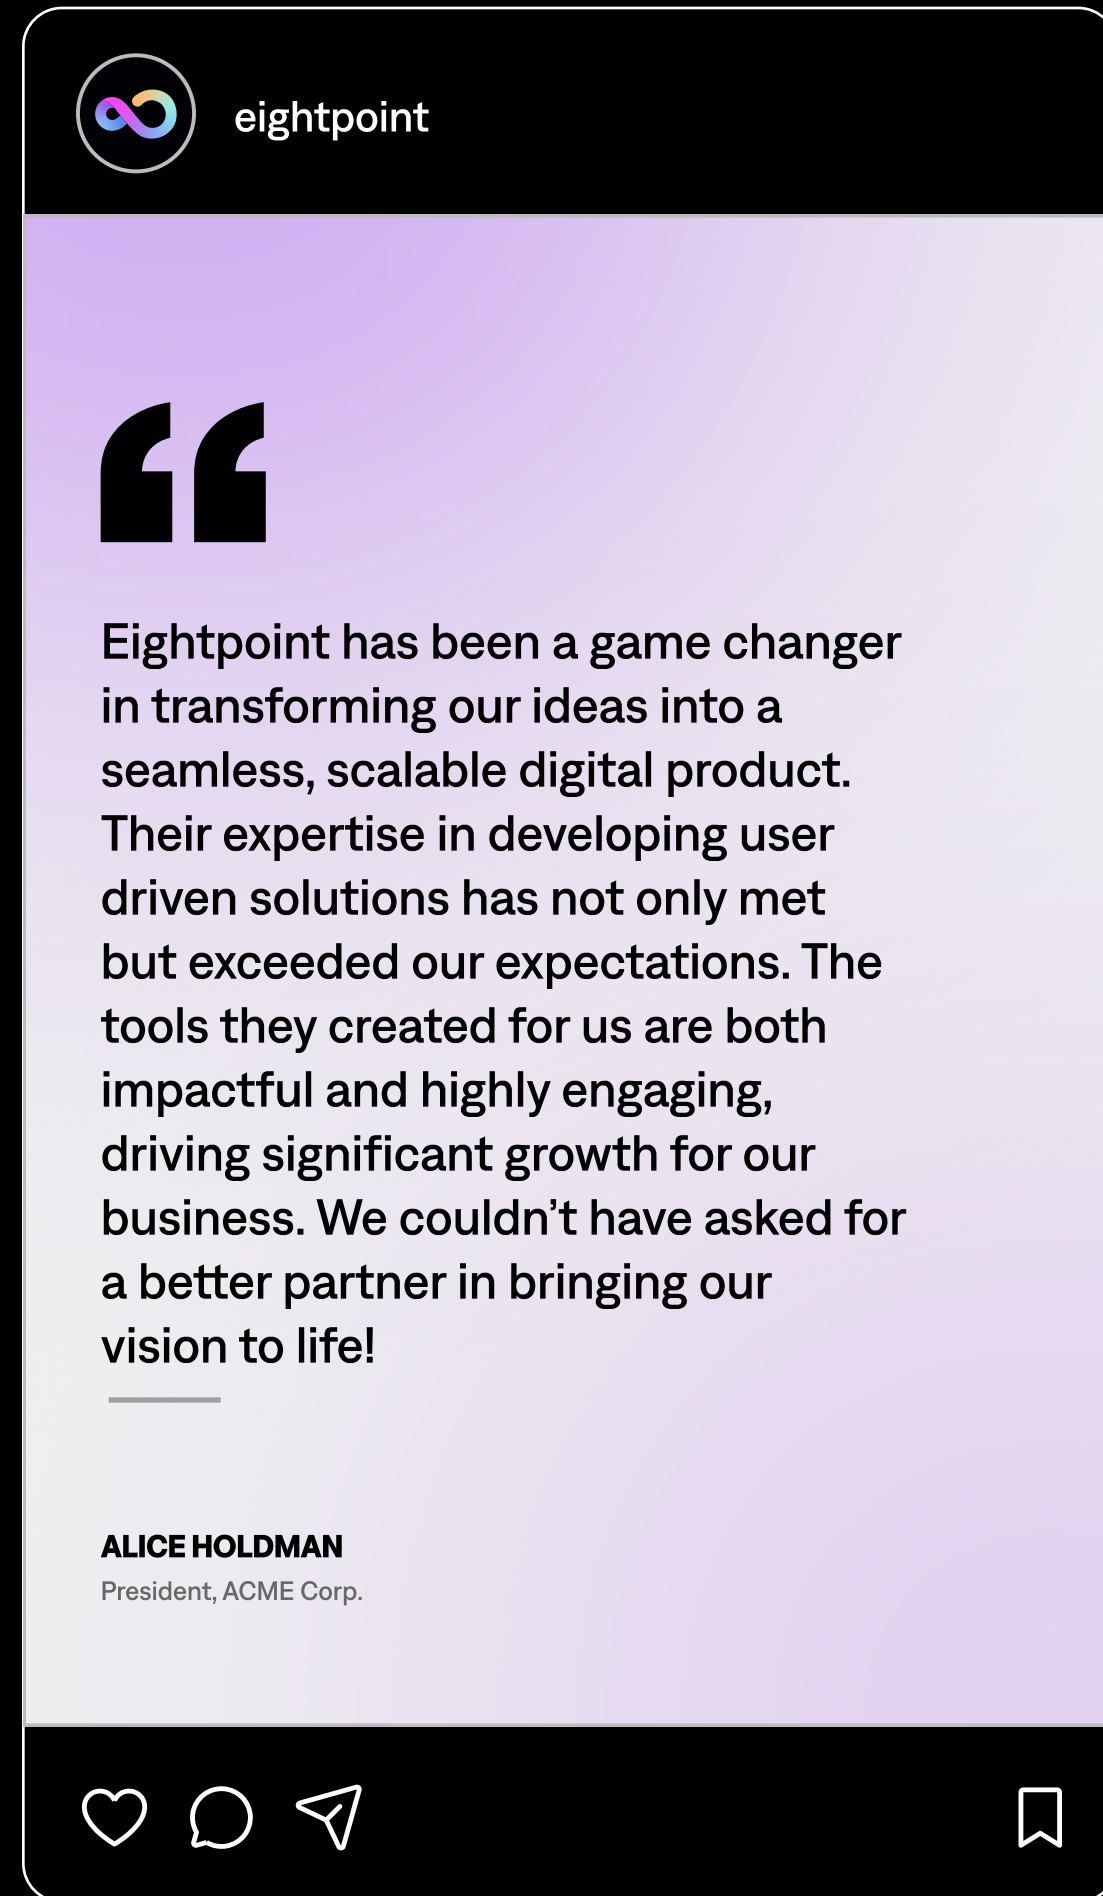 eightpoint
Eightpoint has been a game changer
in transforming our ideas into a
seamless, scalable digital product.
Their expertise in developing user
driven solutions has not only met
but exceeded our expectations. The
tools they created for us are both
impactful and highly engaging,
driving significant growth for our
business. We couldn’t have asked for
a better partner in bringing our
vision to life!
ALICE HOLDMAN
President, ACME Corp.